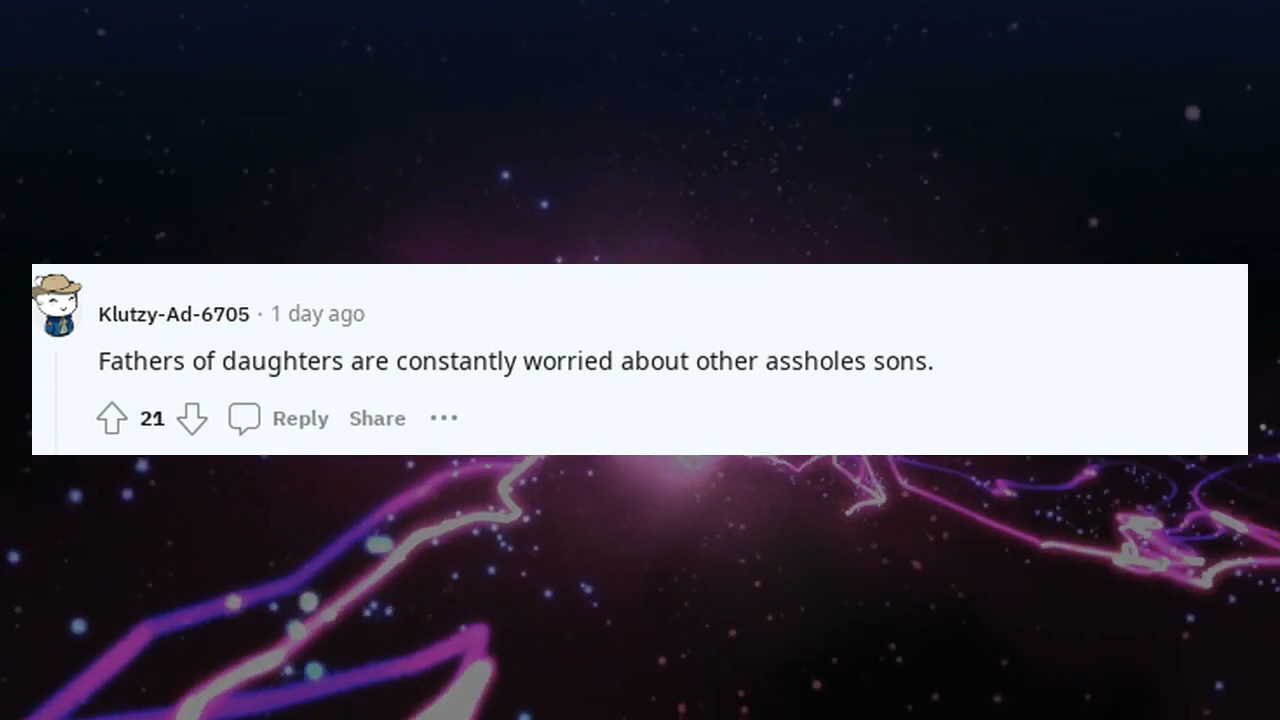 Klutzy-Ad-6705 · 1 day ago
Fathers of daughters are constantly worried about other assholes sons.
21 Reply Share ···